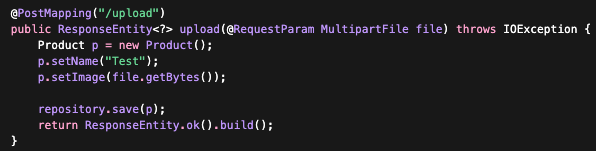 @PostMapping("/upload")
public ResponseEntity<?> upload(@RequestParam MultipartFile file) throws IOException {
    Product p = new Product();
    p.setName("Test");
    p.setImage(file.getBytes());

    repository.save(p);
    return ResponseEntity.ok().build();
}